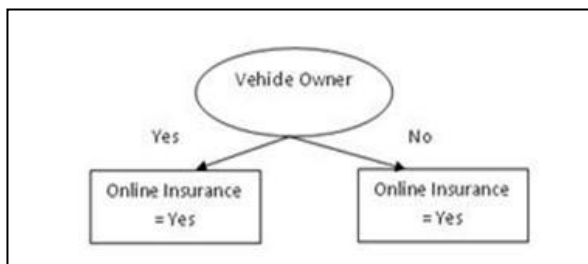 Vehide Owner
Yes
No
Online Insurance
= Yes
Online Insurance
= Yes